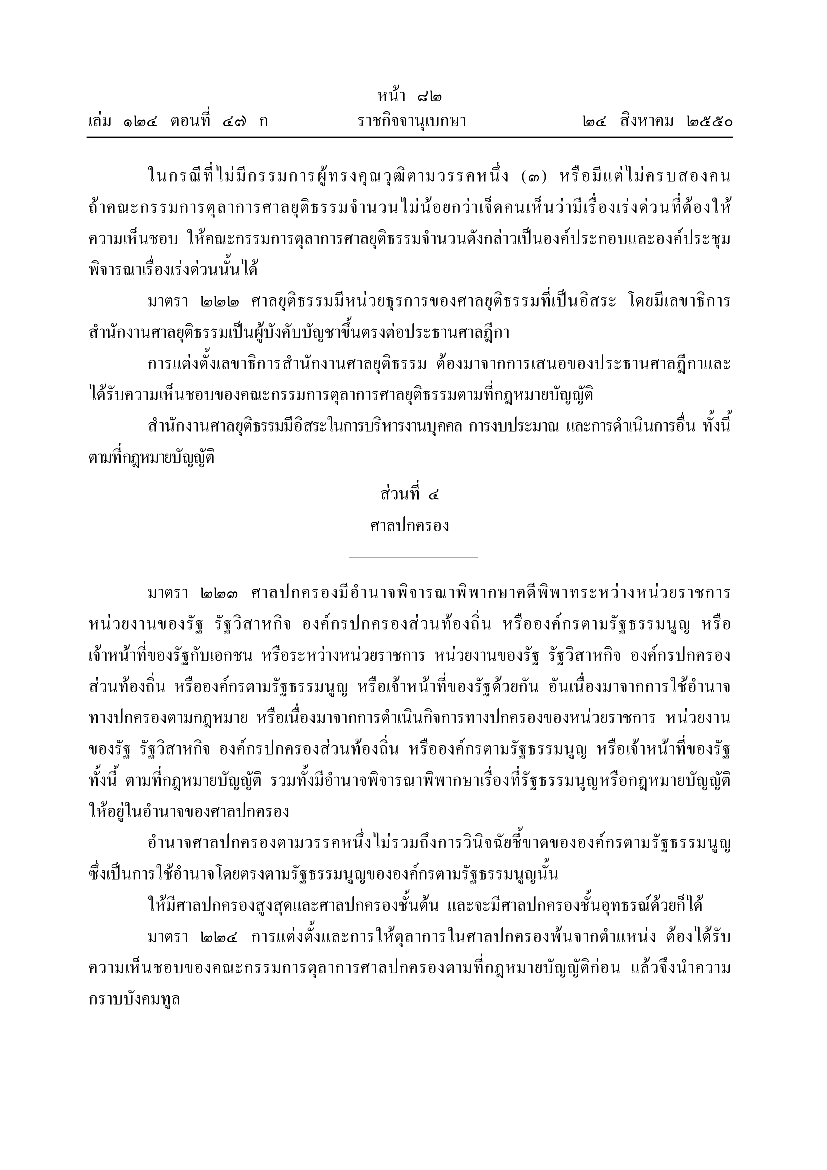 หน้า ๘๒
เล่ม ๑๒๔ ตอนที่ ๔๗ ก ราชกิจจานุเบกษา ๒๔ สิงหาคม ๒๕๕๐
ในกรณีที่ไม่มีกรรมการผู้ทรงคุณวุฒิตามวรรคหนึ่ง (๓) หรือมีแต่ไม่ครบสองคน
ถ้าคณะกรรมการตุลาการศาลยุติธรรมจำนวนไม่น้อยกว่าเจ็ดคนเห็นว่ามีเรื่องเร่งด่วนที่ต้องให้
ความเห็นชอบ ให้คณะกรรมการตุลาการศาลยุติธรรมจำนวนดังกล่าวเป็นองค์ประกอบและองค์ประชุม
พิจารณาเรื่องเร่งด่วนนั้นได้
มาตรา ๒๒๒ ศาลยุติธรรมมีหน่วยธุรการของศาลยุติธรรมที่เป็นอิสระ โดยมีเลขาธิการ
สำนักงานศาลยุติธรรมเป็นผู้บังคับบัญชาขึ้นตรงต่อประธานศาลฎีกา
การแต่งตั้งเลขาธิการสำนักงานศาลยุติธรรม ต้องมาจากการเสนอของประธานศาลฎีกาและ
ได้รับความเห็นชอบของคณะกรรมการตุลาการศาลยุติธรรมตามที่กฎหมายบัญญัติ
สำนักงานศาลยุติธรรมมีอิสระในการบริหารงานบุคคล การงบประมาณ และการดำเนินการอื่น ทั้งนี้
ตามที่กฎหมายบัญญัติ
ส่วนที่ ๔
ศาลปกครอง
มาตรา ๒๒๓ ศาลปกครองมีอำนาจพิจารณาพิพากษาคดีพิพาทระหว่างหน่วยราชการ
หน่วยงานของรัฐ รัฐวิสาหกิจ องค์กรปกครองส่วนท้องถิ่น หรือองค์กรตามรัฐธรรมนูญ หรือ
เจ้าหน้าที่ของรัฐกับเอกชน หรือระหว่างหน่วยราชการ หน่วยงานของรัฐ รัฐวิสาหกิจ องค์กรปกครอง
ส่วนท้องถิ่น หรือองค์กรตามรัฐธรรมนูญ หรือเจ้าหน้าที่ของรัฐด้วยกัน อันเนื่องมาจากการใช้อำนาจ
ทางปกครองตามกฎหมาย หรือเนื่องมาจากการดำเนินกิจการทางปกครองของหน่วยราชการ หน่วยงาน
ของรัฐ รัฐวิสาหกิจ องค์กรปกครองส่วนท้องถิ่น หรือองค์กรตามรัฐธรรมนูญ หรือเจ้าหน้าที่ของรัฐ
ทั้งนี้ ตามที่กฎหมายบัญญัติ รวมทั้งมีอำนาจพิจารณาพิพากษาเรื่องที่รัฐธรรมนูญหรือกฎหมายบัญญัติ
ให้อยู่ในอำนาจของศาลปกครอง
อำนาจศาลปกครองตามวรรคหนึ่งไม่รวมถึงการวินิจฉัยชี้ขาดขององค์กรตามรัฐธรรมนูญ
ซึ่งเป็นการใช้อำนาจโดยตรงตามรัฐธรรมนูญขององค์กรตามรัฐธรรมนูญนั้น
ให้มีศาลปกครองสูงสุดและศาลปกครองชั้นต้น และจะมีศาลปกครองชั้นอุทธรณ์ด้วยก็ได้
มาตรา ๒๒๔ การแต่งตั้งและการให้ตุลาการในศาลปกครองพ้นจากตำแหน่ง ต้องได้รับ
ความเห็นชอบของคณะกรรมการตุลาการศาลปกครองตามที่กฎหมายบัญญัติก่อน แล้วจึงนำความ
กราบบังคมทูล